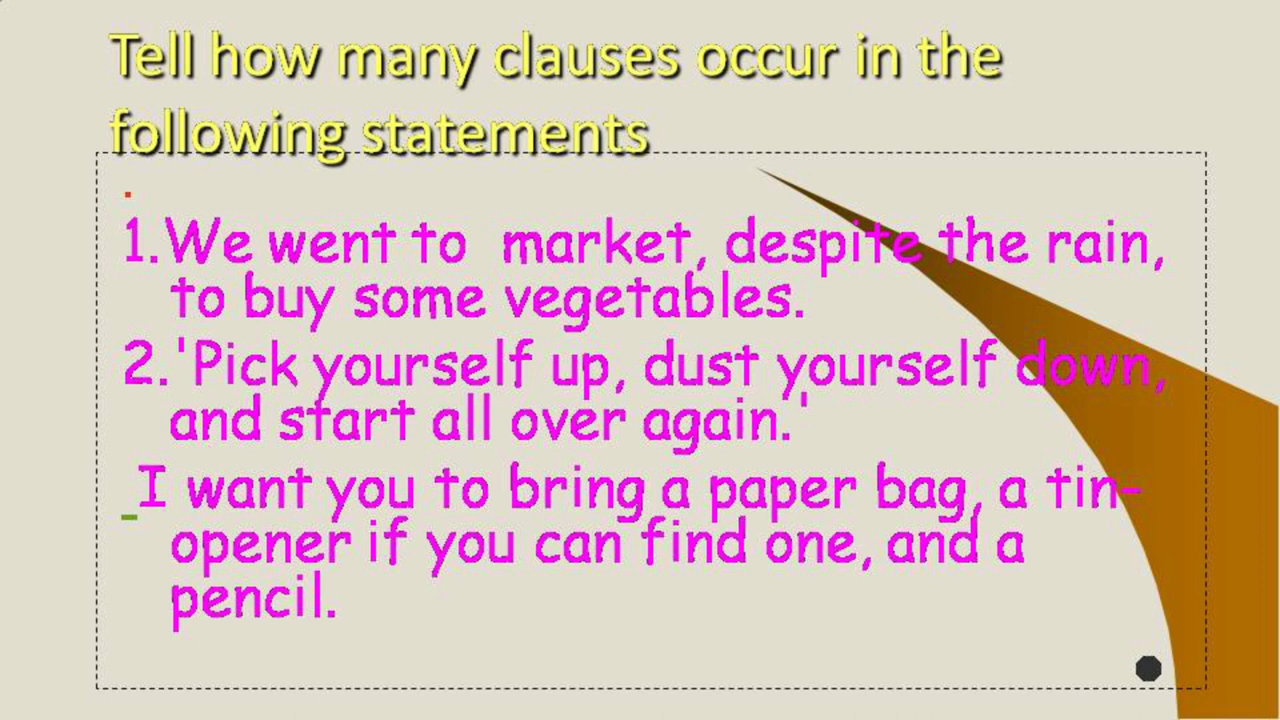 Tell how many clauses occur in the
following statements
.
1.We went to  market, despite the rain,
to buy some vegetables.
2.'Pick yourself up, dust yourself down,
and start all over again.'
-I want you to bring a paper bag, a tin-
opener if you can find one, and a
pencil.